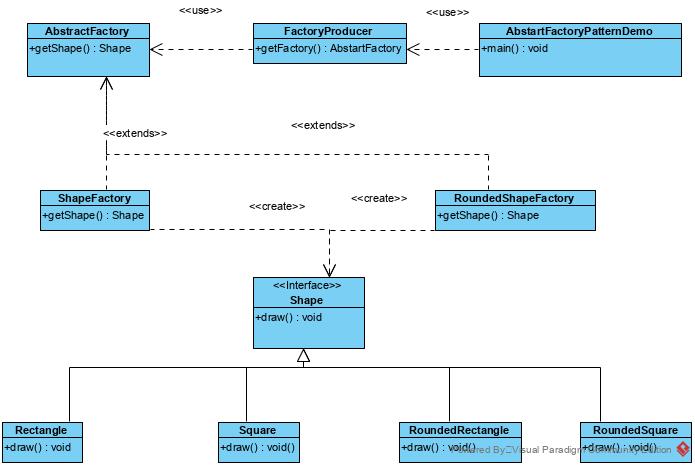 <<use>>
<<use>>
AbstractFactory
FactoryProducer
AbstartFactoryPatternDemo
+getShape() : Shape
+getFactory() : AbstartFactory
+main() : void
<<extends>>
<<extends>>
ShapeFactory
<<create>>
<<create>>
RoundedShapeFactory
+getShape() : Shape
+getShape() : Shape
<<Interface>>
Shape
+draw() : void
Rectangle
Square
RoundedRectangle
RoundedSquare
+draw() : void
+draw() : void()
+draw() : void()
+draw() : void()
Powered By Visual Paradigm Community Edition